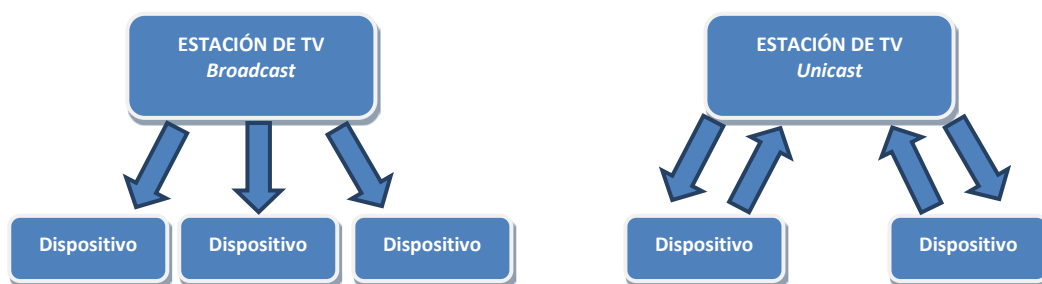 ESTACIÓN DE TV
Broadcast
Dispositivo
Dispositivo
Dispositivo
ESTACIÓN DE TV
Unicast
Dispositivo
Dispositivo